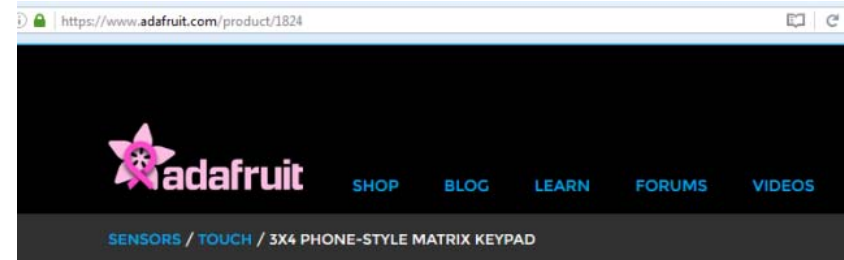 https://www.adafruit.com/product/1824
adafruit
SHOP BLOG LEARN FORUMS VIDEOS
SENSORS / TOUCH / 3X4 PHONE-STYLE MATRIX KEYPAD